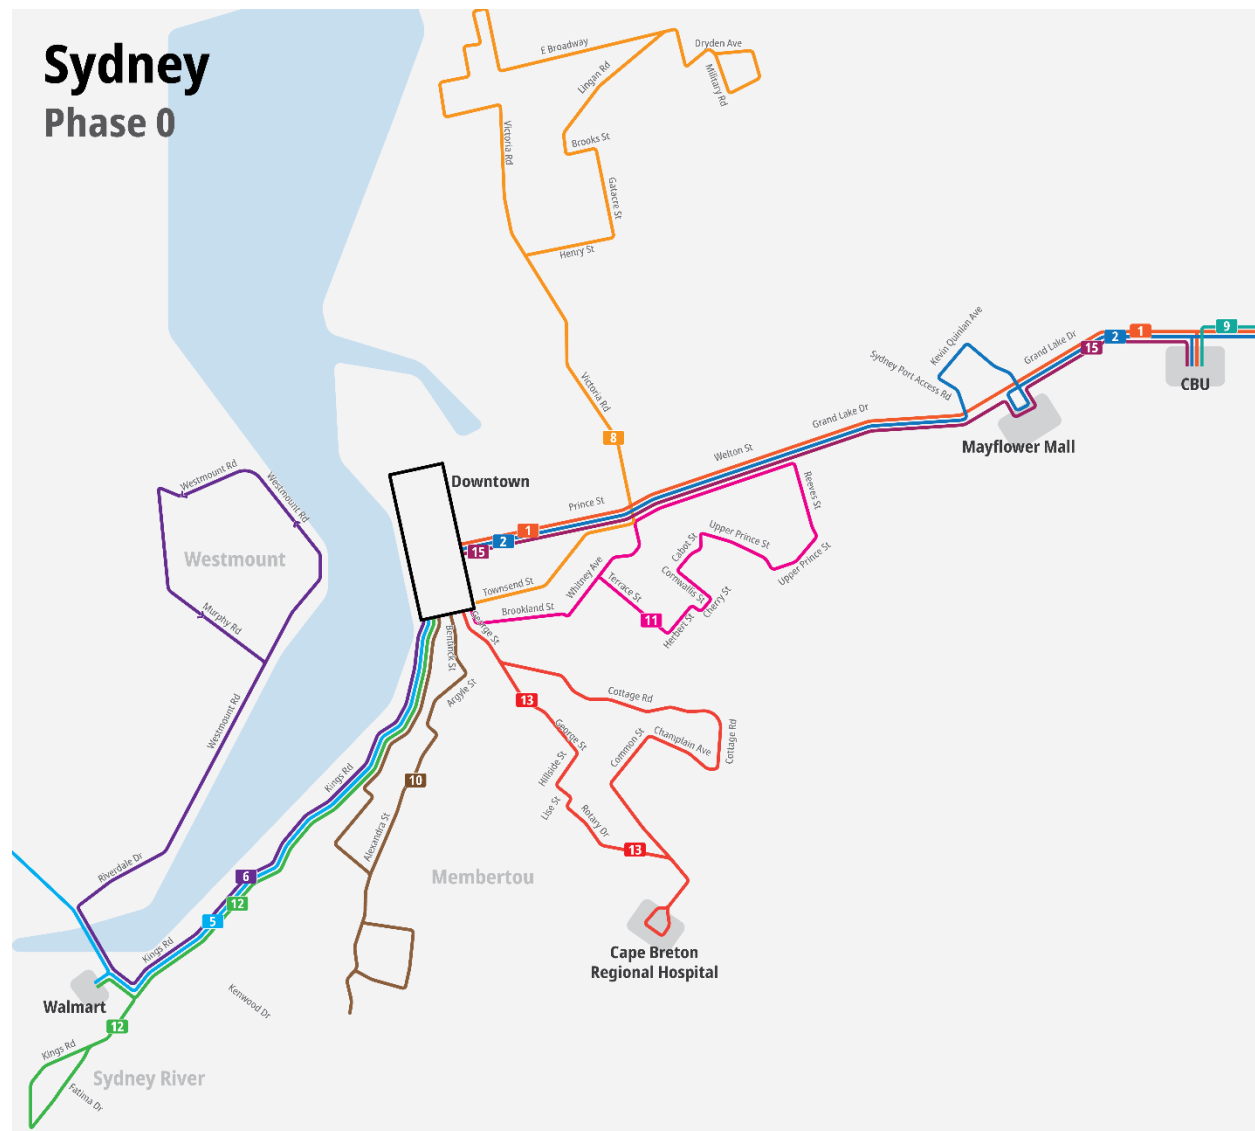 Sydney
Phase 0
E Broadway
Dryden Ave
Lingan Rd
Military Rd
Victoria Rd
Brooks St
Gatacre St
Henry St
Victoria Rd
8
Kevin Quinlan Ave
Sydney Port Access Rd
Grand Lake Dr
15
2
1
9
CBU
Mayflower Mall
Grand Lake Dr
Welton St
Westmount Rd
Westmount Rd
Westmount
Murphy Rd
Westmount Rd
Downtown
Prince St
1
2
15
Reeves St
Upper Prince St
Upper Prince St
Cabot St
Cornwallis St
Cherry St
Herbert St
Terrace St
11
Whitney Ave
Townsend St
Brookland St
George St
Bentinck St
Argyle St
13
Cottage Rd
Cottage Rd
Champlain Ave
Common St
George St
Hillside St
Lise St
Rotary Dr
13
10
Kings Rd
Alexandra St
Membertou
Riverdale Dr
6
12
5
Kings Rd
Cape Breton
Regional Hospital
Walmart
Kenwood Dr
12
Kings Rd
Sydney River
Fatima Dr